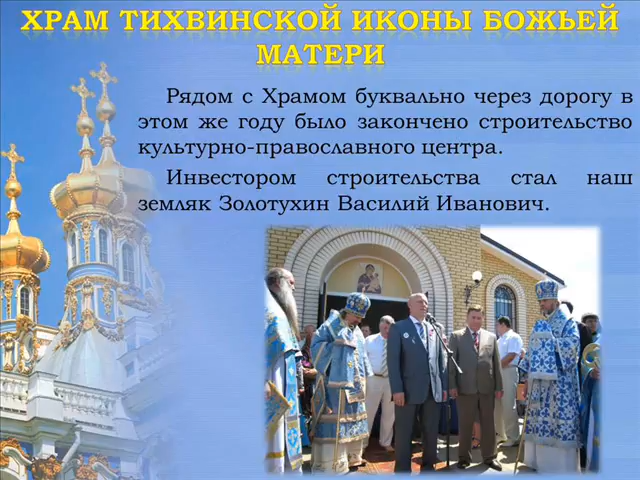 ХРАМ ТИХВИНСКОЙ ИКОНЫ БОЖЬЕЙ
МАТЕРИ
Рядом с Храмом буквально через дорогу в
этом же году было закончено строительство
культурно-православного центра.
Инвестором строительства стал наш
земляк Золотухин Василий Иванович.